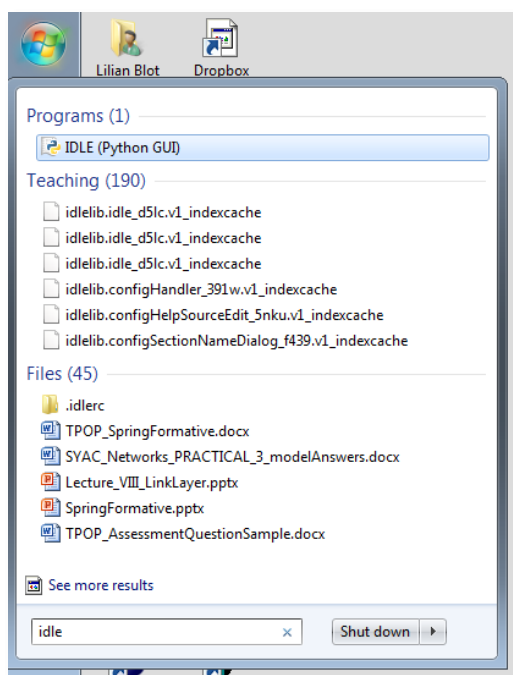 Lilian Blot Dropbox
Programs (1)
IDLE (Python GUI)
Teaching (190)
idlelib.idle_d5lc.v1_indexcache
idlelib.idle_d5lc.v1_indexcache
idlelib.idle_d5lc.v1_indexcache
idlelib.configHandler_391w.v1_indexcache
idlelib.configHelpSourceEdit_5nku.v1_indexcache
idlelib.configSectionNameDialog_f439.v1_indexcache
Files (45)
.idlerc
TPOP_SpringFormative.docx
SYAC_Networks_PRACTICAL_3_modelAnswers.docx
Lecture_VIII_LinkLayer.pptx
SpringFormative.pptx
TPOP_AssessmentQuestionSample.docx
See more results
idle Shut down